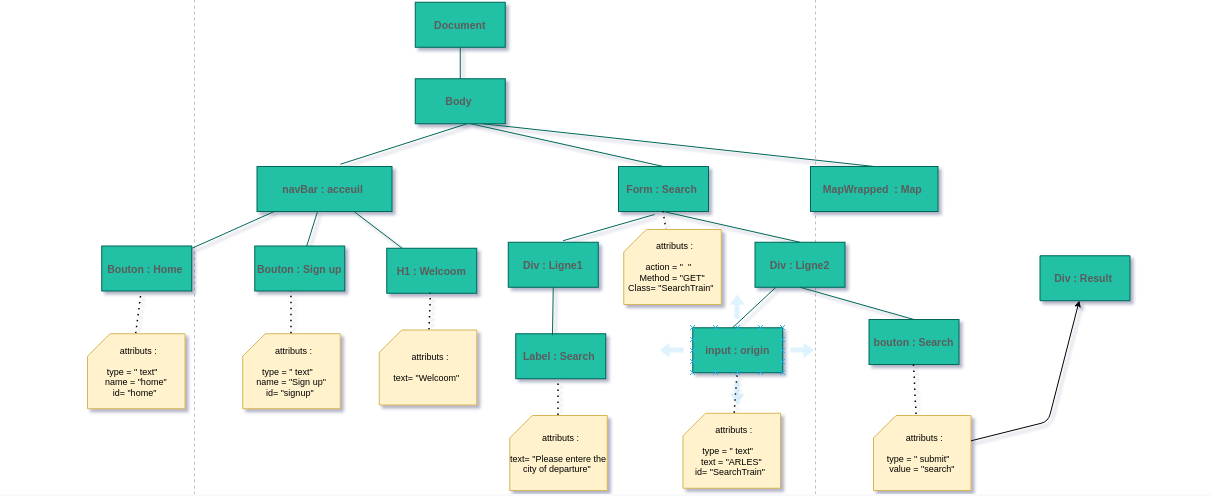 Document
Body
navBar : acceuil
Form : Search
MapWrapped : Map
Bouton : Home
Bouton : Sign up
H1 : Welcoom
Div : Ligne1
attributs :
action = " "
Method = "GET"
Class= "SearchTrain"
Div : Ligne2
Div : Result
Label : Search
input : origin
bouton : Search
attributs :
type = " text"
name = "home"
id= "home"
attributs :
type = " text"
name = "Sign up"
id= "signup"
attributs :
text= "Welcoom"
attributs :
text= "Please entere the
city of departure"
attributs :
type = " text"
text = "ARLES"
id= "SearchTrain"
attributs :
type = " submit"
value = "search"